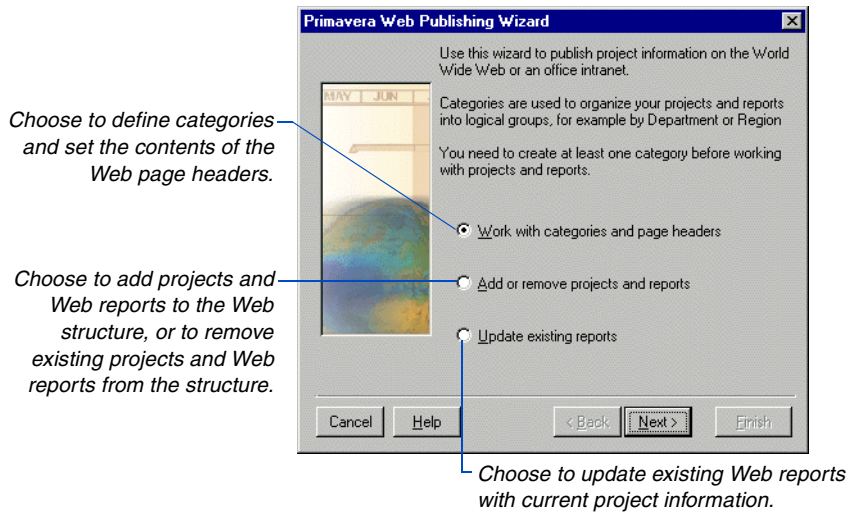 Primavera Web Publishing Wizard
Use this wizard to publish project information on the World
Wide Web or an office intranet.
MAY JUN
Categories are used to organize your projects and reports
into logical groups, for example by Department or Region
You need to create at least one category before working
with projects and reports.
Choose to define categories
and set the contents of the
Web page headers.
Work with categories and page headers
Choose to add projects and
Web reports to the Web
structure, or to remove
existing projects and Web
reports from the structure.
Add or remove projects and reports
Update existing reports
Cancel
Help
< Back
Next >
Finish
Choose to update existing Web reports
with current project information.